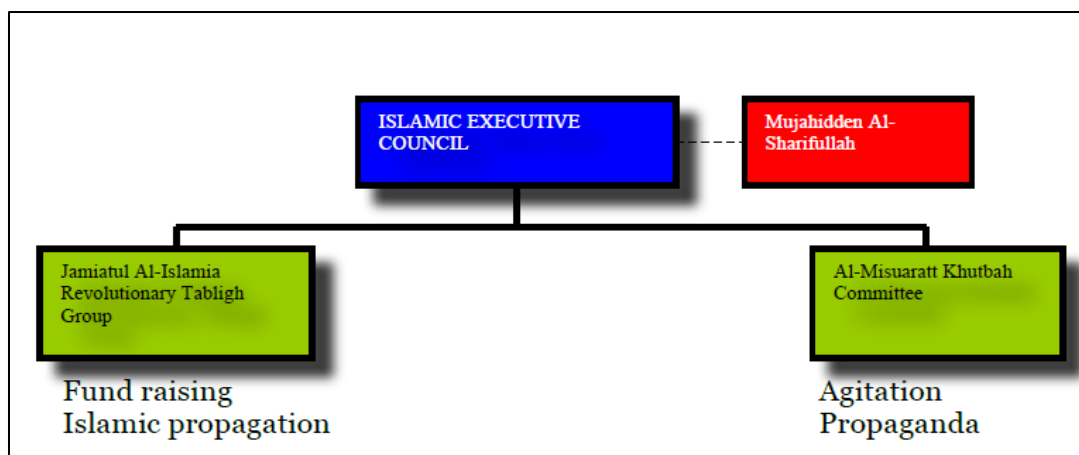 ISLAMIC EXECUTIVE
COUNCIL
Mujahidden Al-
Sharifullah
Jamiatul Al-Islamia
Revolutionary Tabligh
Group
Al-Misuaratt Khutbah
Committee
Fund raising
Islamic propagation
Agitation
Propaganda